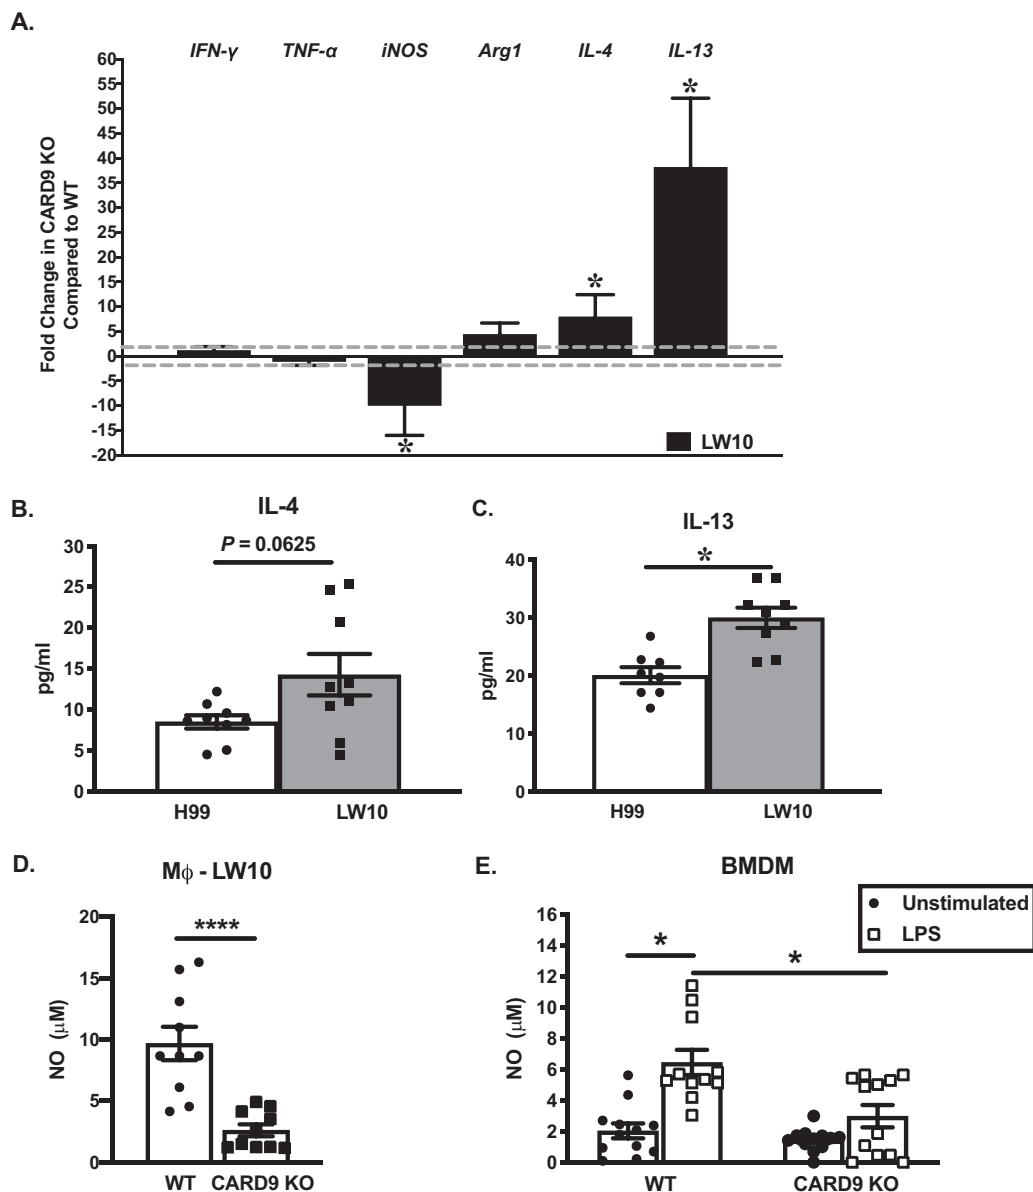 A.
IFN-γ TNF-α iNOS Arg1 IL-4 IL-13
Fold Change in CARD9 KO
Compared to WT
60
55
50
45
40
35
30
25
20
15
10
5
0
-5
-10
-15
-20
*
*
*
LW10
B.
IL-4
P = 0.0625
pg/ml
30
25
20
15
10
5
0
H99 LW10
C.
IL-13
*
pg/ml
40
30
20
10
0
H99 LW10
D.
Mϕ - LW10
****
NO (μM)
20
15
10
5
0
WT CARD9 KO
E.
BMDM
Unstimulated
LPS
*
*
NO (μM)
16
14
12
10
8
6
4
2
0
WT CARD9 KO